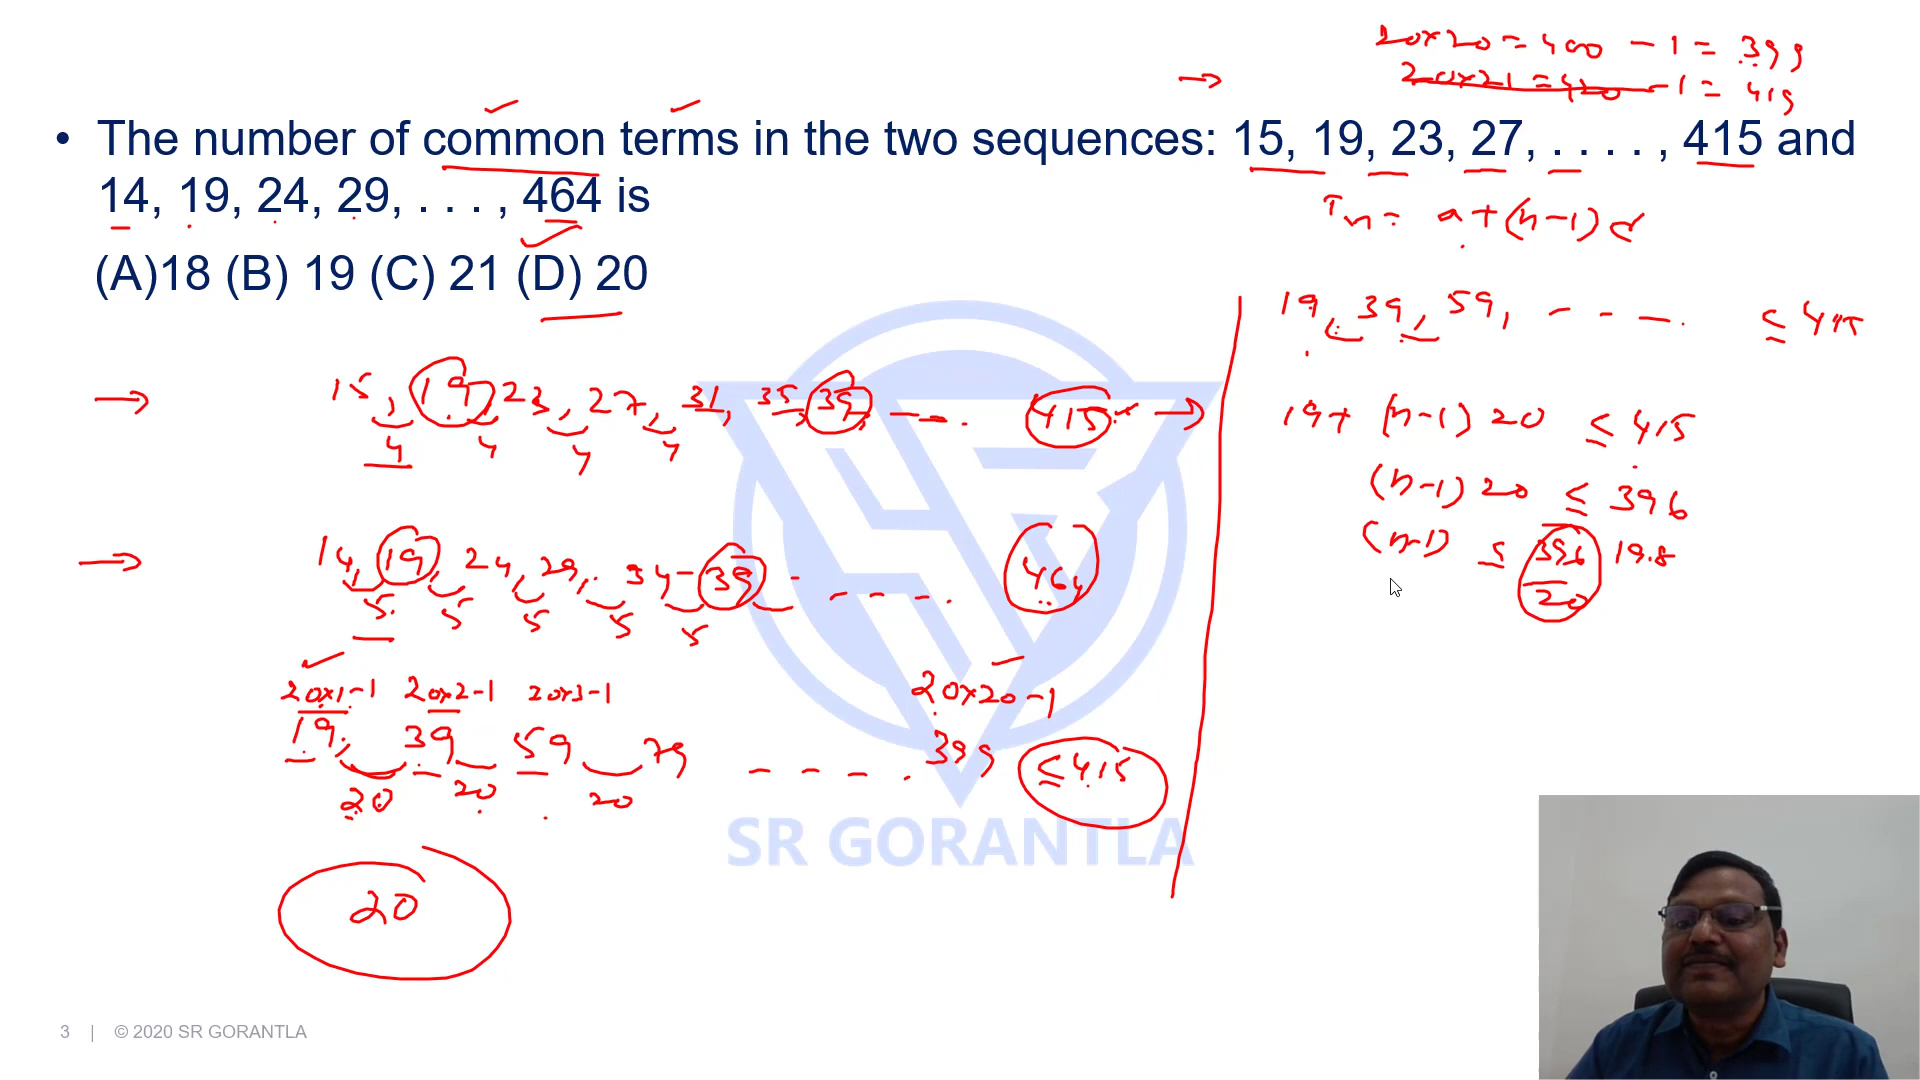 20×20 = 400 - 1 = 399
20×21 = 420 - 1 = 419
• The number of common terms in the two sequences: 15, 19, 23, 27, . . . . . , 415 and
14, 19, 24, 29, . . . , 464 is
(A)18 (B) 19 (C) 21 (D) 20
Tn = a + (n-1) d
19, 39, 59, - - - ≤ 415
15, 19, 23, 27, 31, 35, 39, - - . 415
4 4 4 4
19 + (n-1) 20 ≤ 415
(n-1) 20 ≤ 396
(n-1) ≤ 396/20 19.8
14, 19, 24, 29, 34 - 39 - - - - - . 464
5 5 5 5 5
20×1-1 20×2-1 20×3-1 20×20-1
19, 39 59 79 - - - - . 399 ≤ 415
20 20 20
SR GORANTLA
20
3 | © 2020 SR GORANTLA